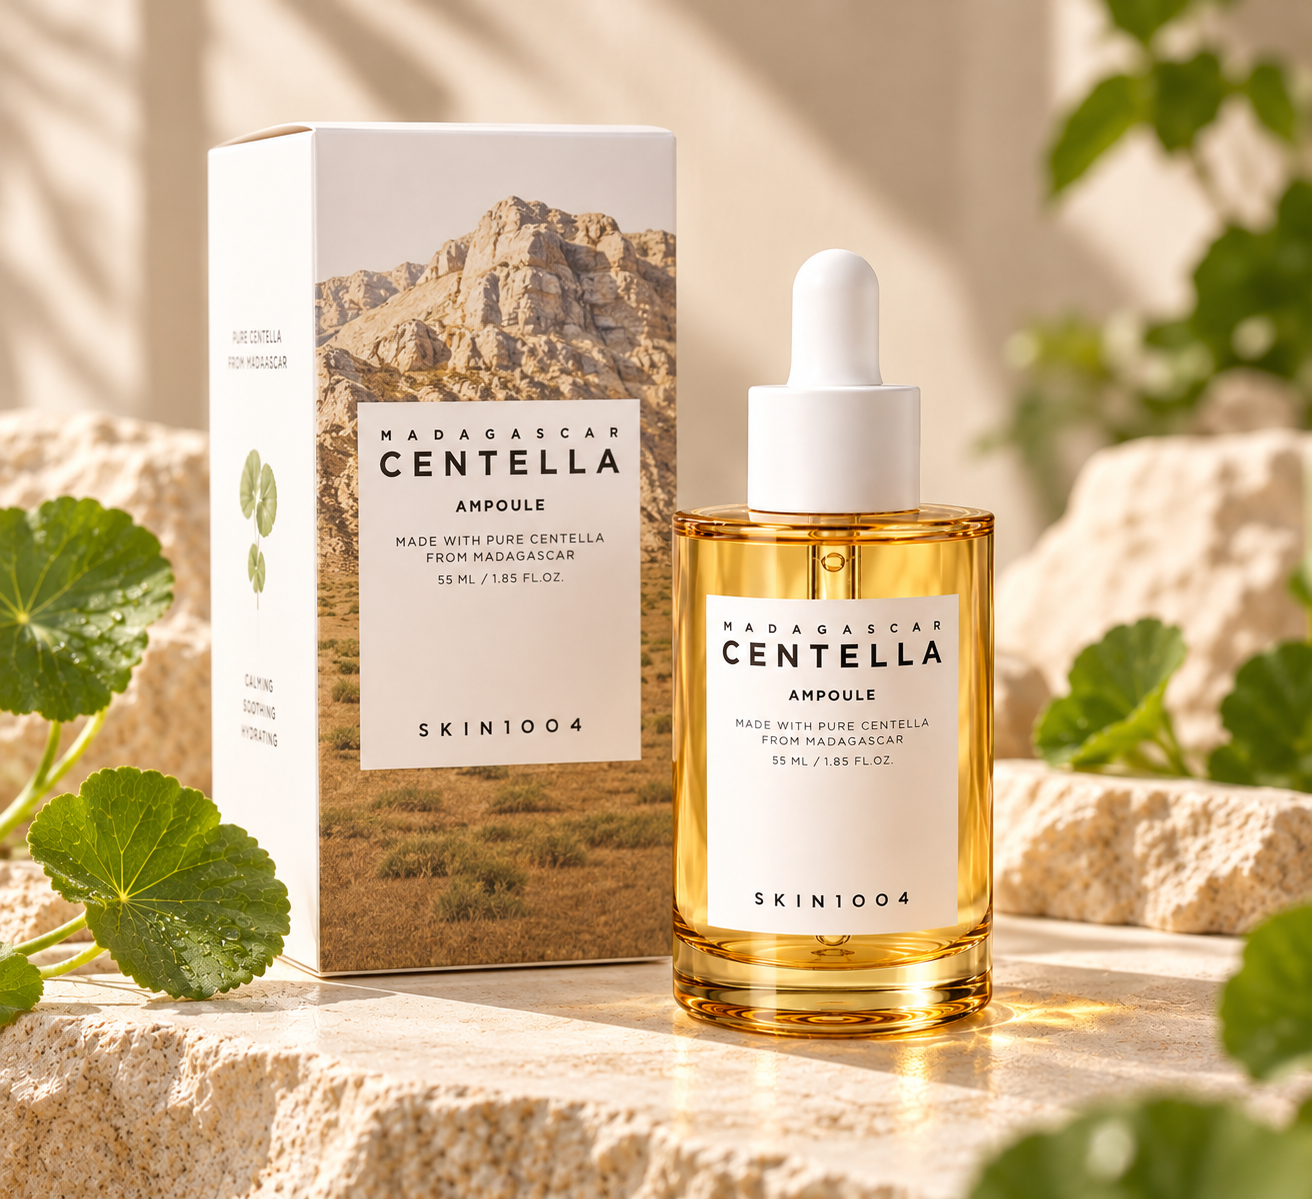 PURE CENTELLA
FROM MADAASCAR
CALMING
SOOTHING
HYDRATING
MADAGASCAR
CENTELLA
AMPOULE
MADE WITH PURE CENTELLA
FROM MADAGASCAR
55 ML / 1.85 FL.OZ.
SKIN1004
MADAGASCAR
CENTELLA
AMPOULE
MADE WITH PURE CENTELLA
FROM MADAGASCAR
55 ML / 1.85 FL.OZ.
SKIN1004